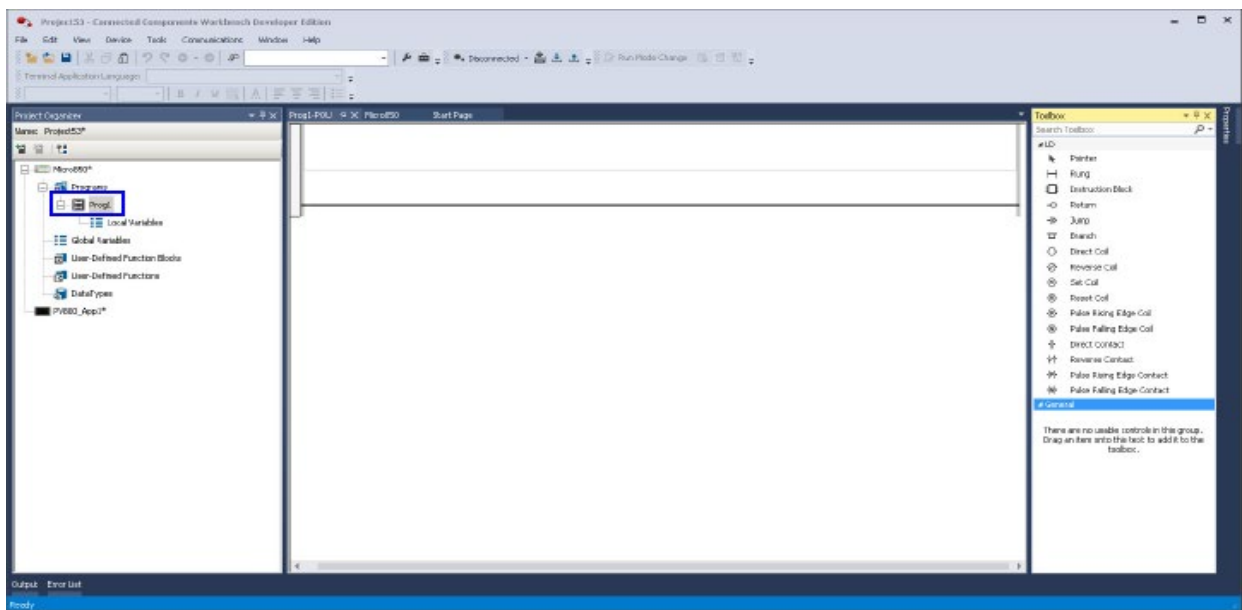 Project53 - Connected Components Workbench Developer Edition
File Edit View Device Tools Communications Window Help
Disconnected Run Mode Change
Terminal Application Language:
Project Organizer
Name: Project53*
Micro850*
Programs
Prog1
Local Variables
Global Variables
User-Defined Function Blocks
User-Defined Functions
DataTypes
PV800_App1*
Prog1-POU Micro850 Start Page
Toolbox
Search Toolbox
LD
Pointer
Rung
Instruction Block
Return
Jump
Branch
Direct Coil
Reverse Coil
Set Coil
Reset Coil
Pulse Rising Edge Coil
Pulse Falling Edge Coil
Direct Contact
Reverse Contact
Pulse Rising Edge Contact
Pulse Falling Edge Contact
General
There are no usable controls in this group.
Drag an item onto this text to add it to the
toolbox.
Properties
Output Error List
Ready